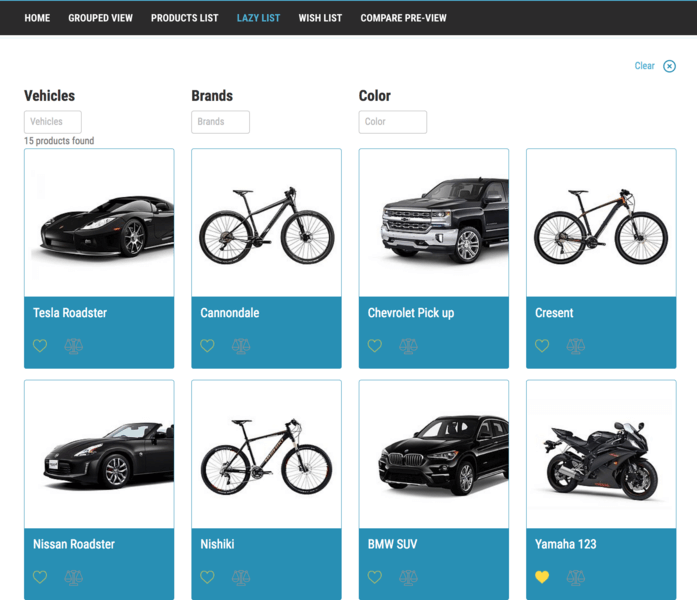 HOME GROUPED VIEW PRODUCTS LIST LAZY LIST WISH LIST COMPARE PRE-VIEW
Clear
Vehicles Brands Color
Vehicles Brands Color
15 products found
Tesla Roadster Cannondale Chevrolet Pick up Cresent
Nissan Roadster Nishiki BMW SUV Yamaha 123